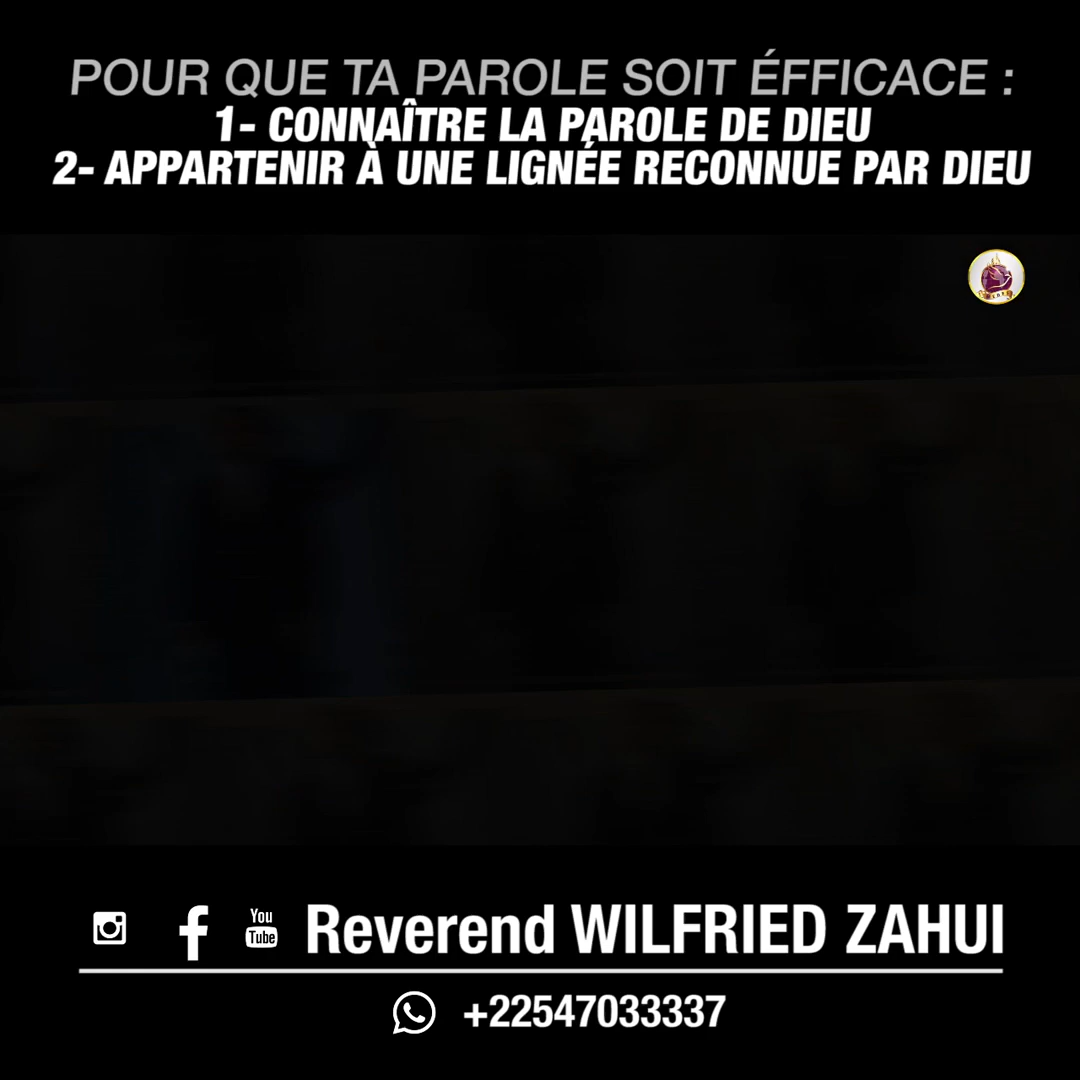 POUR QUE TA PAROLE SOIT ÉFFICACE :
1- CONNAÎTRE LA PAROLE DE DIEU
2- APPARTENIR À UNE LIGNÉE RECONNUE PAR DIEU
You
Tube
Reverend WILFRIED ZAHUI
+22547033337